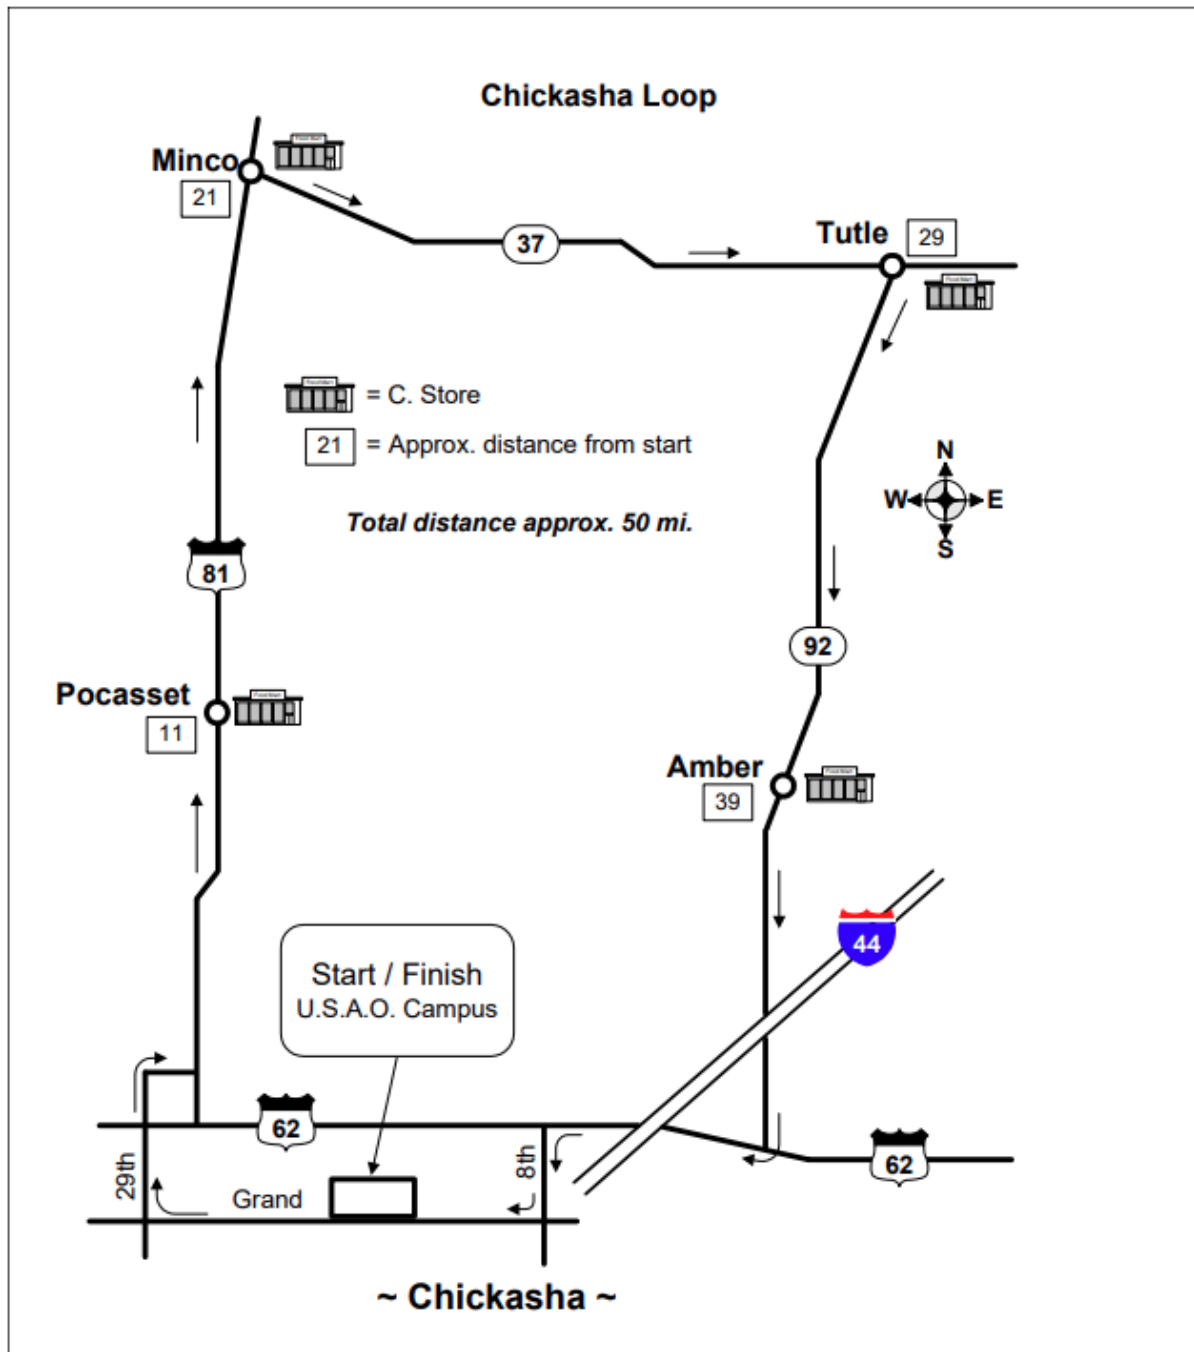 Chickasha Loop
Minco
21
37
Tutle
29
= C. Store
21 = Approx. distance from start
Total distance approx. 50 mi.
N
W E
S
81
92
Pocasset
11
Amber
39
44
Start / Finish
U.S.A.O. Campus
62
62
29th
8th
Grand
~ Chickasha ~